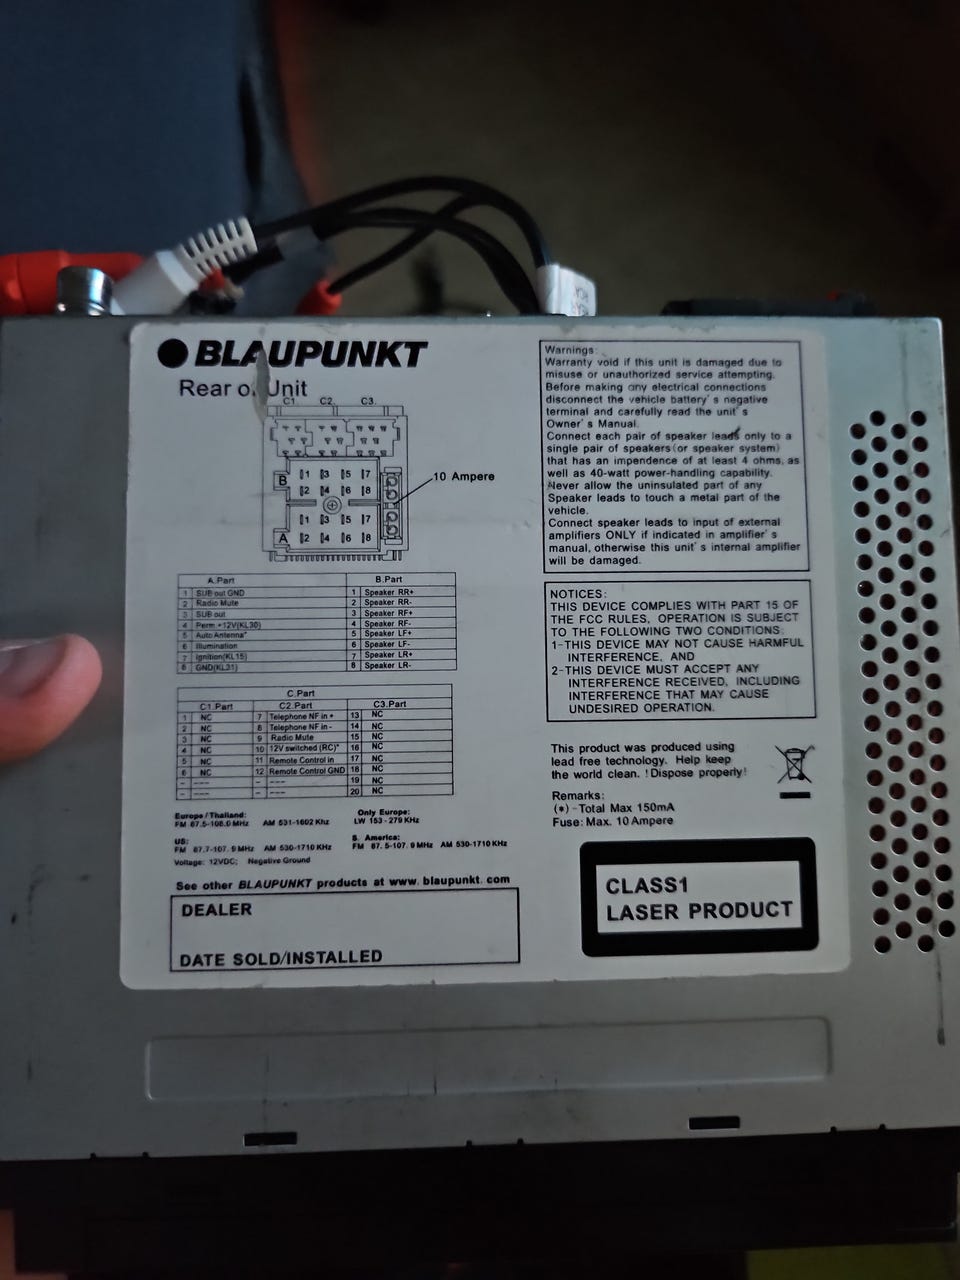 BLAUPUNKT
Rear of Unit
C1 C2 C3
B 1 3 5 7
2 4 6 8
10 Ampere
1 3 5 7
A 2 4 6 8
A.Part B.Part
1 SUB out GND 1 Speaker RR+
2 Radio Mute 2 Speaker RR-
3 SUB out 3 Speaker RF+
4 Perm +12V(KL30) 4 Speaker RF-
5 Auto Antenna* 5 Speaker LF+
6 Illumination 6 Speaker LF-
7 Ignition(KL15) 7 Speaker LR+
8 GND(KL31) 8 Speaker LR-
C.Part
C1.Part C2.Part C3.Part
1 NC 7 Telephone NF in + 13 NC
2 NC 8 Telephone NF in - 14 NC
3 NC 9 Radio Mute 15 NC
4 NC 10 12V switched (RC)* 16 NC
5 NC 11 Remote Control in 17 NC
6 NC 12 Remote Control GND 18 NC
- --- - --- 19 NC
- --- - --- 20 NC
Europe/Thailand: Only Europe:
FM 87.5-108.0 MHz AM 531-1602 Khz LW 153-279 KHz
US: S. America:
FM 87.7-107.9 MHz AM 530-1710 KHz FM 87.5-107.9 MHz AM 530-1710 KHz
Voltage: 12VDC; Negative Ground
See other BLAUPUNKT products at www.blaupunkt.com
DEALER
DATE SOLD/INSTALLED
Warnings:
Warranty void if this unit is damaged due to
misuse or unauthorized service attempting.
Before making any electrical connections
disconnect the vehicle battery's negative
terminal and carefully read the unit's
Owner's Manual.
Connect each pair of speaker leads only to a
single pair of speakers(or speaker system)
that has an impendence of at least 4 ohms, as
well as 40-watt power-handling capability.
Never allow the uninsulated part of any
Speaker leads to touch a metal part of the
vehicle.
Connect speaker leads to input of external
amplifiers ONLY if indicated in amplifier's
manual, otherwise this unit's internal amplifier
will be damaged.
NOTICES:
THIS DEVICE COMPLIES WITH PART 15 OF
THE FCC RULES, OPERATION IS SUBJECT
TO THE FOLLOWING TWO CONDITIONS
1-THIS DEVICE MAY NOT CAUSE HARMFUL
INTERFERENCE, AND
2-THIS DEVICE MUST ACCEPT ANY
INTERFERENCE RECEIVED, INCLUDING
INTERFERENCE THAT MAY CAUSE
UNDESIRED OPERATION.
This product was produced using
lead free technology. Help keep
the world clean. !Dispose properly!
Remarks:
(*)-Total Max 150mA
Fuse: Max. 10 Ampere
CLASS1
LASER PRODUCT